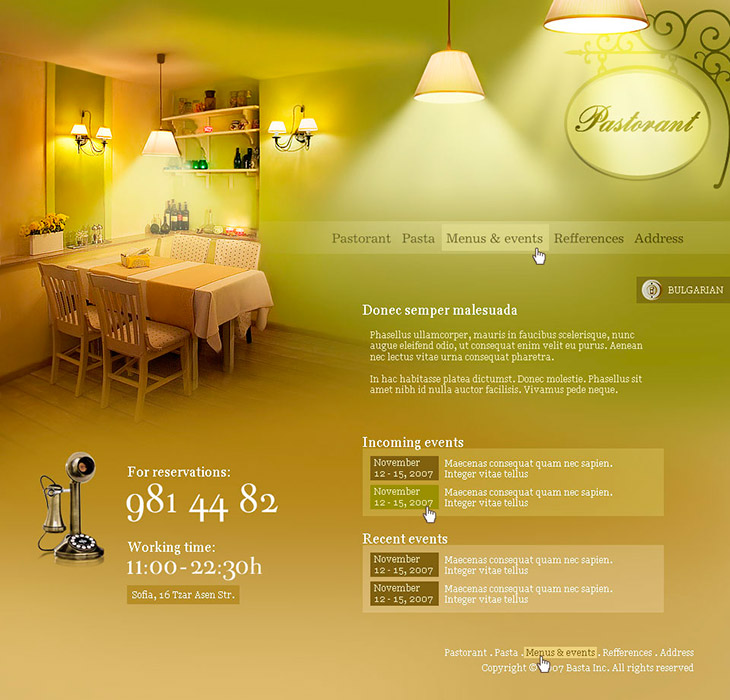 Pastorant
Pastorant Pasta Menus & events Refferences Address
BULGARIAN
Donec semper malesuada
Phasellus ullamcorper, mauris in faucibus scelerisque, nunc
augue eleifend odio, ut consequat enim velit eu purus. Aenean
nec lectus vitae urna consequat pharetra.
In hac habitasse platea dictumst. Donec molestie. Phasellus sit
amet nibh id nulla auctor facilisis. Vivamus pede neque.
Incoming events
November
12 - 15, 2007
Maecenas consequat quam nec sapien.
Integer vitae tellus
November
12 - 15, 2007
Maecenas consequat quam nec sapien.
Integer vitae tellus
Recent events
November
12 - 15, 2007
Maecenas consequat quam nec sapien.
Integer vitae tellus
November
12 - 15, 2007
Maecenas consequat quam nec sapien.
Integer vitae tellus
For reservations:
981 44 82
Working time:
11:00 - 22:30h
Sofia, 16 Tzar Asen Str.
Pastorant . Pasta . Menus & events . Refferences . Address
Copyright © Basta Inc. All rights reserved